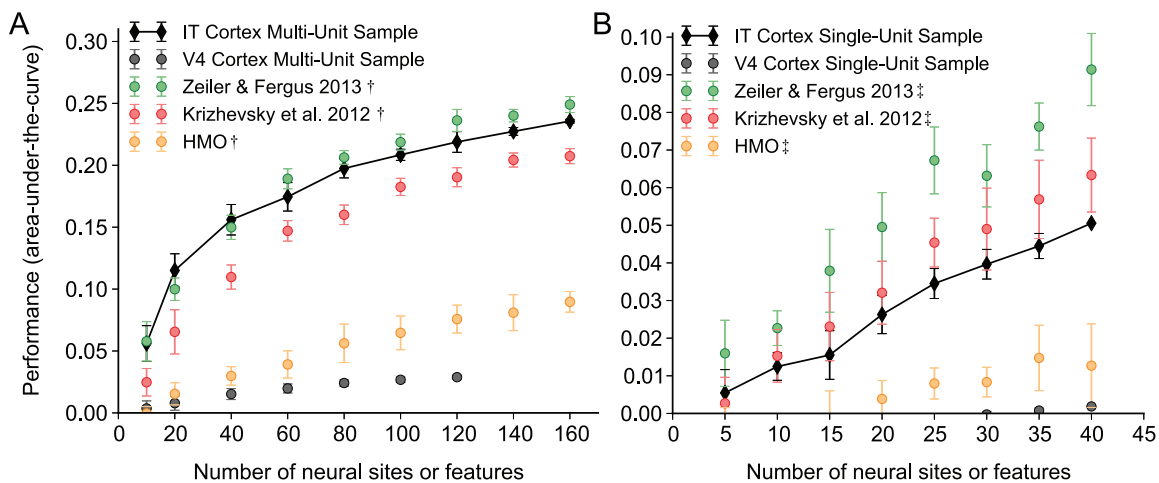 A
IT Cortex Multi-Unit Sample
V4 Cortex Multi-Unit Sample
Zeiler & Fergus 2013 †
Krizhevsky et al. 2012 †
HMO †
Performance (area-under-the-curve)
0.30
0.25
0.20
0.15
0.10
0.05
0.00
0 20 40 60 80 100 120 140 160
Number of neural sites or features
B
IT Cortex Single-Unit Sample
V4 Cortex Single-Unit Sample
Zeiler & Fergus 2013 ‡
Krizhevsky et al. 2012 ‡
HMO ‡
0.10
0.09
0.08
0.07
0.06
0.05
0.04
0.03
0.02
0.01
0.00
0 5 10 15 20 25 30 35 40 45
Number of neural sites or features